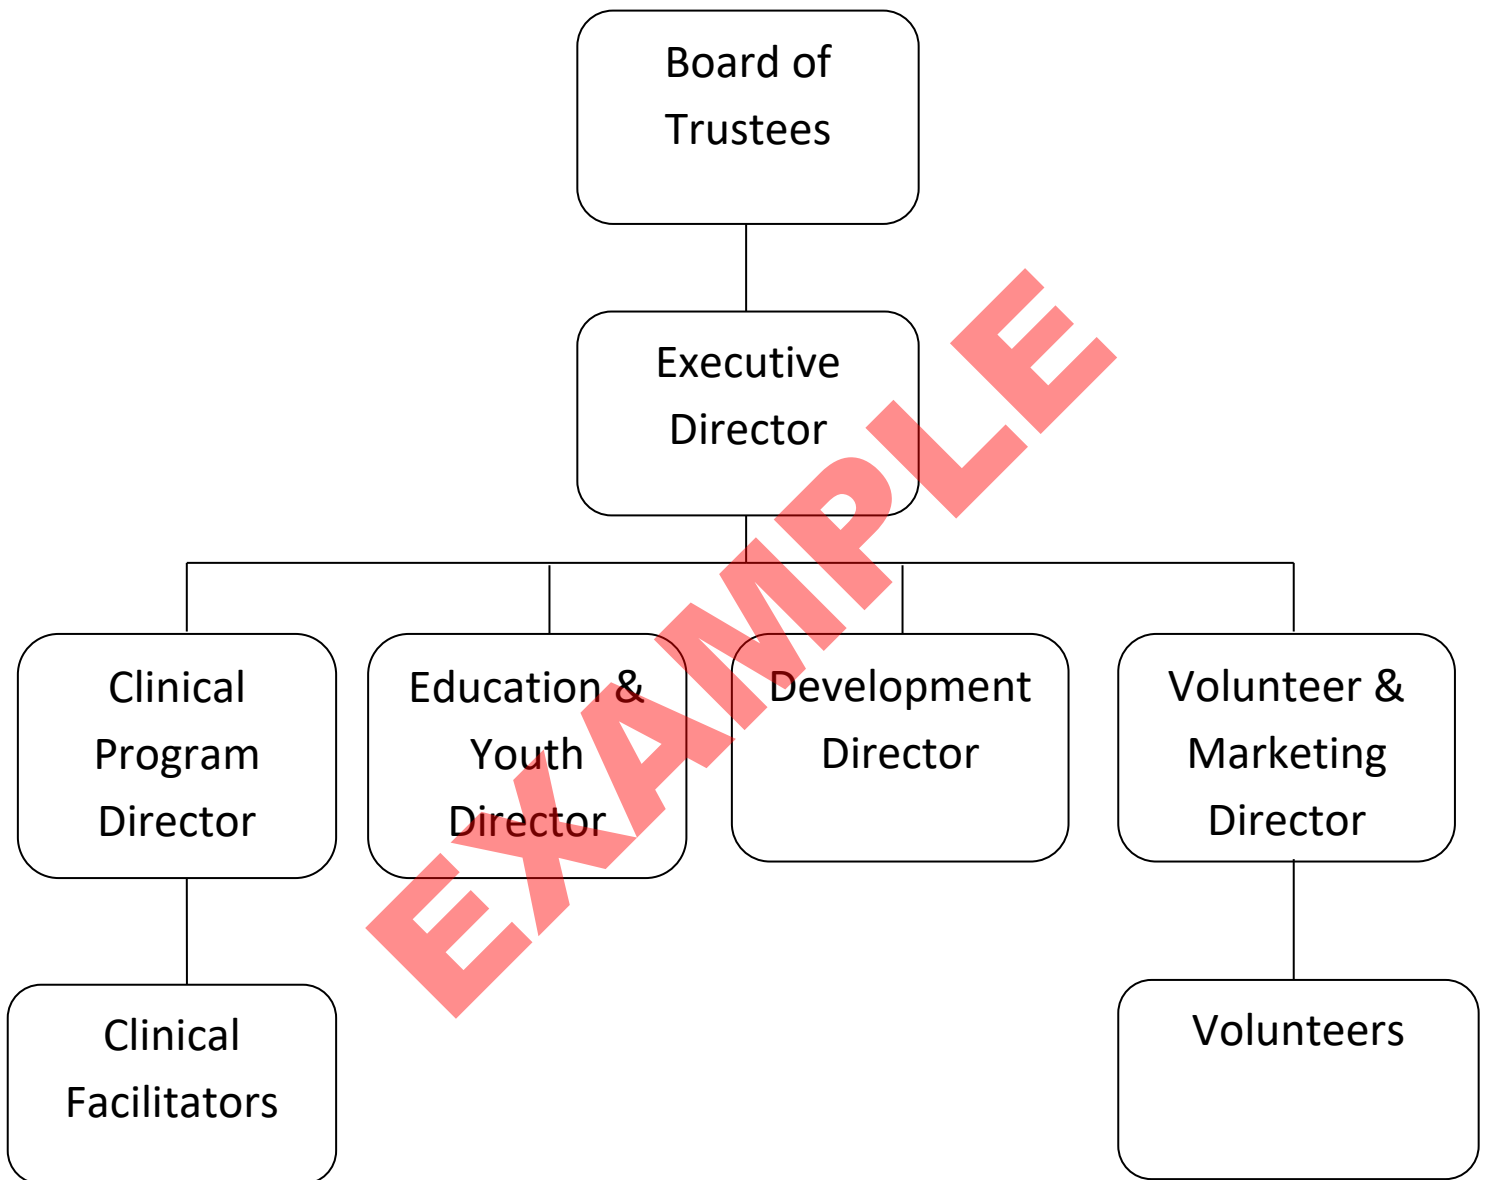 Board of
Trustees
Executive
Director
Clinical
Program
Director
Education &
Youth
Director
Development
Director
Volunteer &
Marketing
Director
Clinical
Facilitators
Volunteers
EXAMPLE